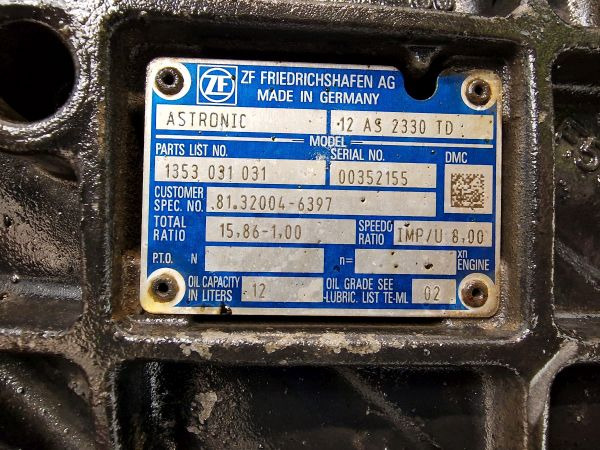 ZF ZF FRIEDRICHSHAFEN AG
MADE IN GERMANY
ASTRONIC 12 AS 2330 TD
MODEL
PARTS LIST NO. SERIAL NO. DMC
1353 031 031 00352155
CUSTOMER
SPEC. NO. 81.32004-6397
TOTAL
RATIO 15,86-1,00 SPEEDO
RATIO IMP/U 8,00
P.T.O. N n= xn
ENGINE
OIL CAPACITY
IN LITERS 12 OIL GRADE SEE
LUBRIC. LIST TE-ML 02